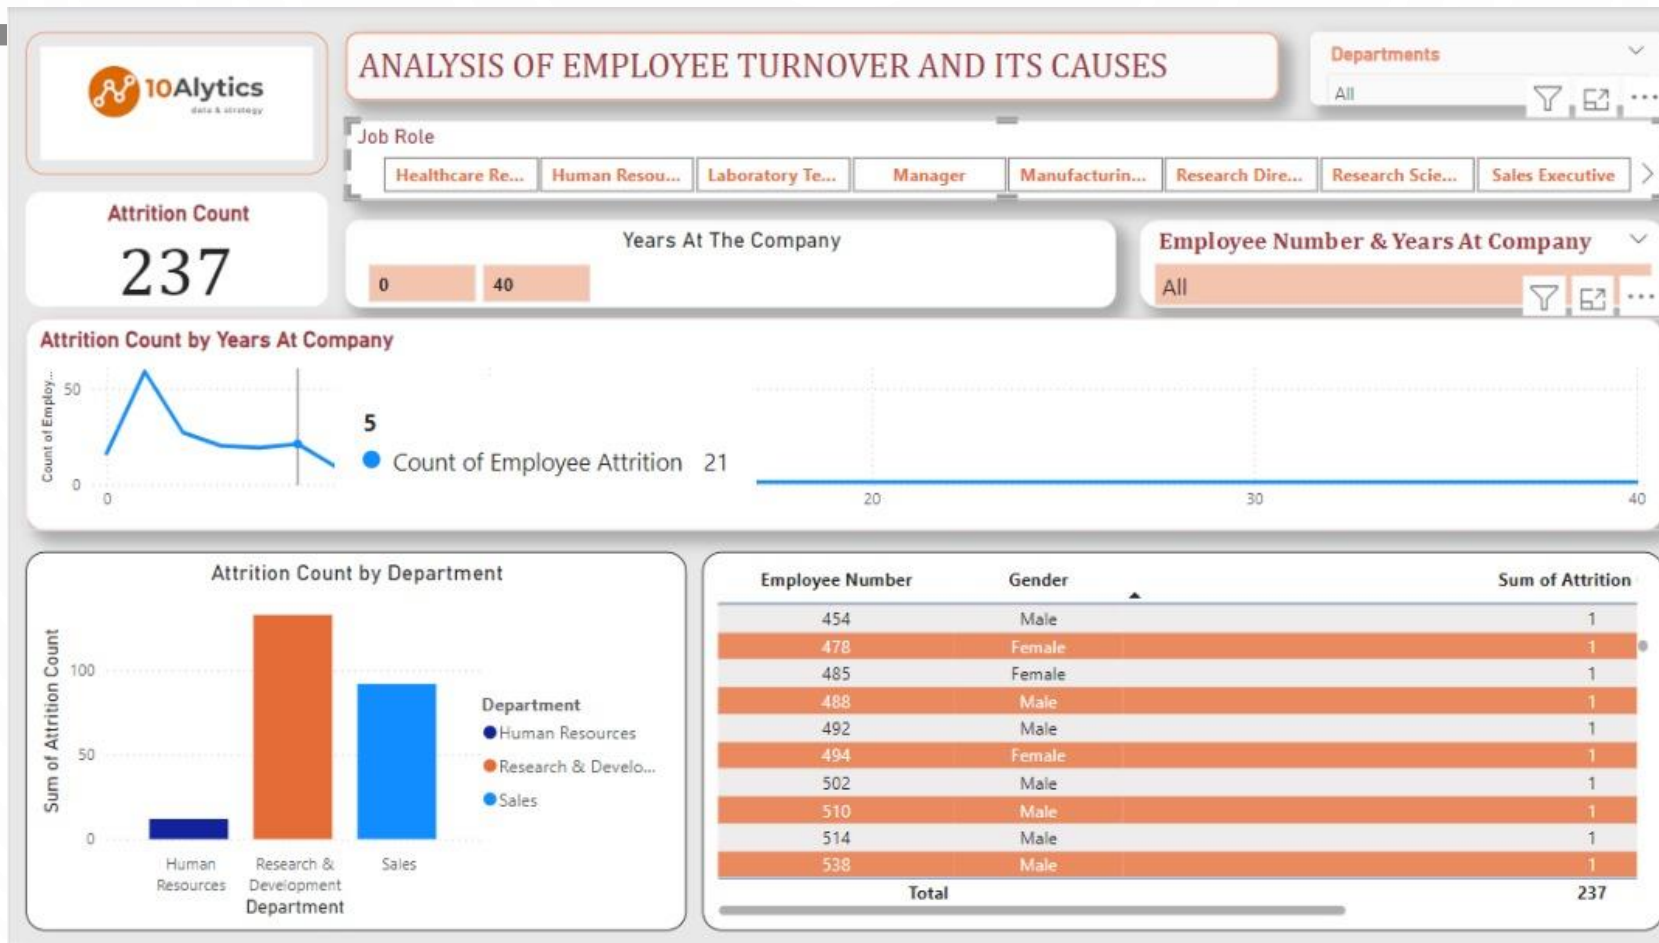 10Alytics
data & strategy
ANALYSIS OF EMPLOYEE TURNOVER AND ITS CAUSES
Departments
All
Job Role
Healthcare Re... Human Resou... Laboratory Te... Manager Manufacturin... Research Dire... Research Scie... Sales Executive
Attrition Count
237
Years At The Company
0 40
Employee Number & Years At Company
All
Attrition Count by Years At Company
Count of Employ...
50
0
5
Count of Employee Attrition 21
0 20 30 40
Attrition Count by Department
Sum of Attrition Count
100
50
0
Human Resources
Research & Development
Sales
Department
Department
Human Resources
Research & Develo...
Sales
Employee Number Gender Sum of Attrition
454 Male 1
478 Female 1
485 Female 1
488 Male 1
492 Male 1
494 Female 1
502 Male 1
510 Male 1
514 Male 1
538 Male 1
Total 237